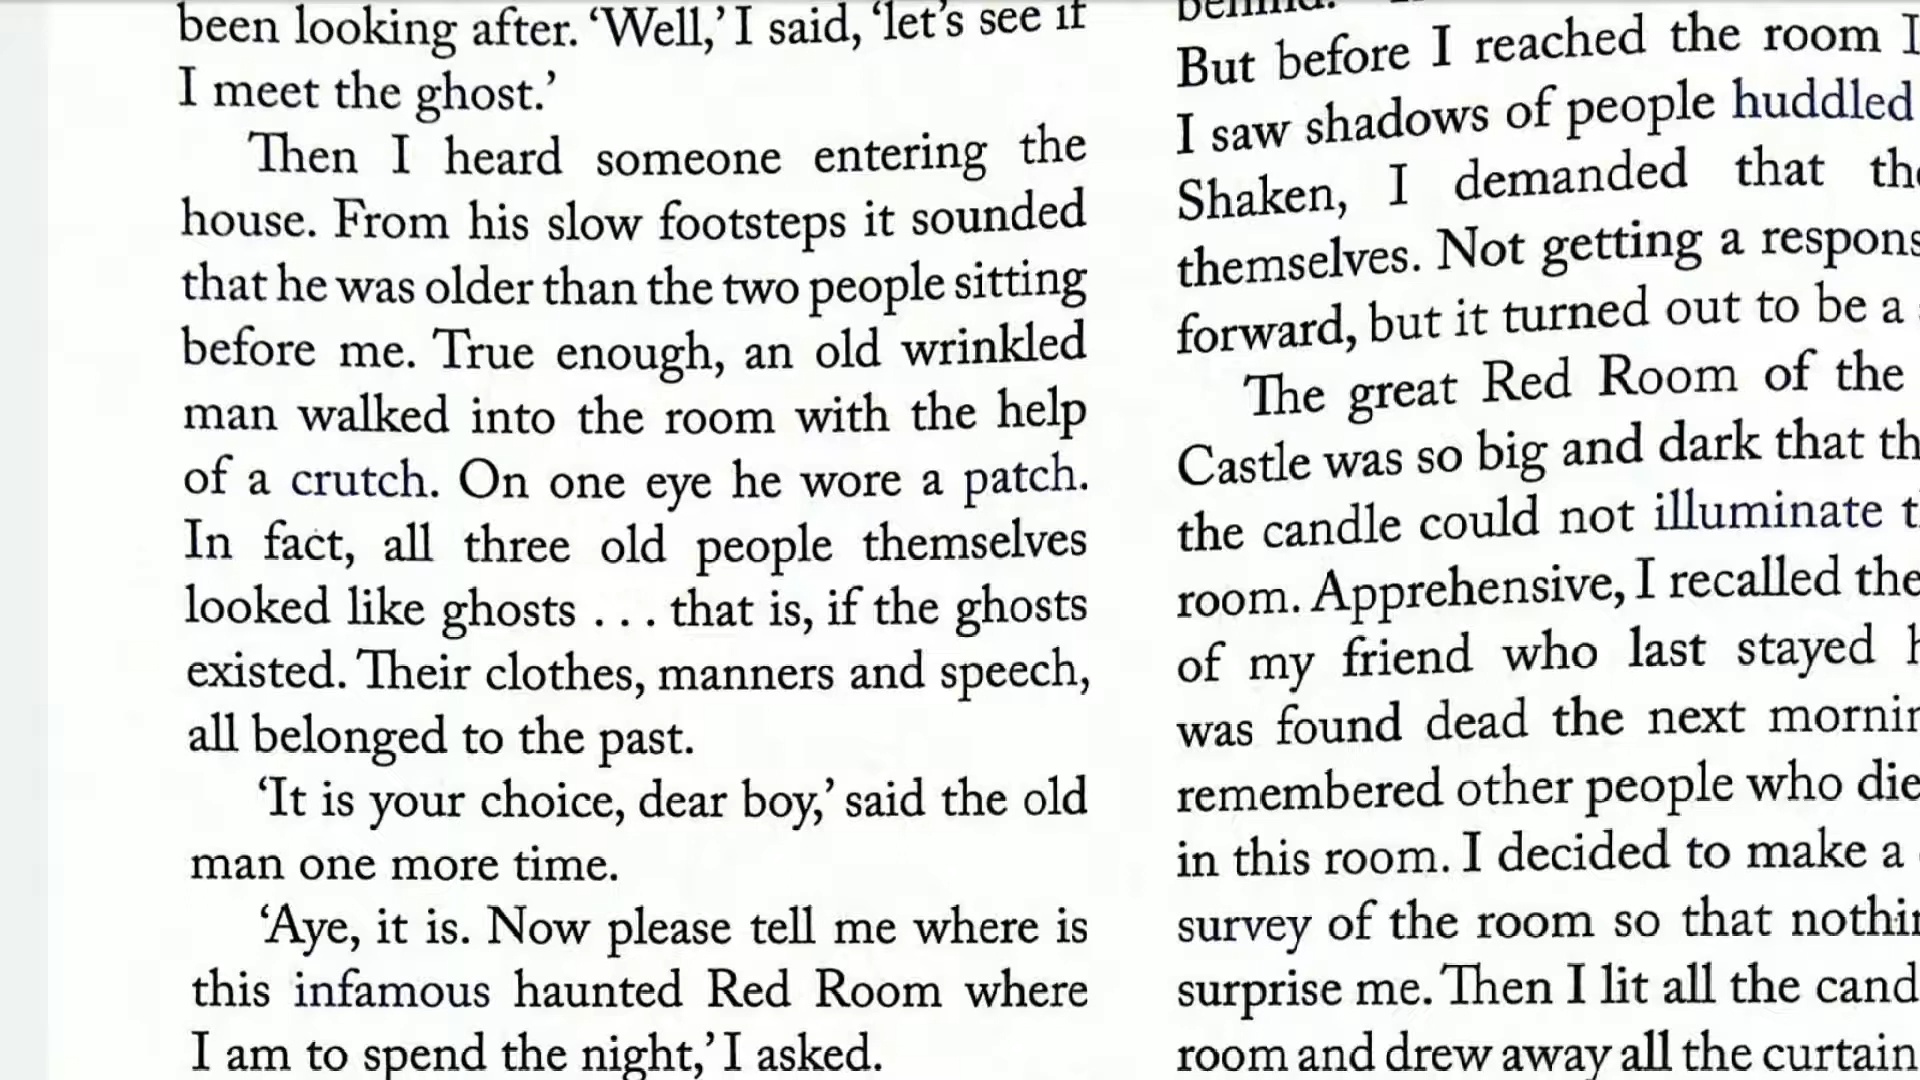 been looking after. ‘Well,’ I said, ‘let’s see if
I meet the ghost.’
Then I heard someone entering the
house. From his slow footsteps it sounded
that he was older than the two people sitting
before me. True enough, an old wrinkled
man walked into the room with the help
of a crutch. On one eye he wore a patch.
In fact, all three old people themselves
looked like ghosts . . . that is, if the ghosts
existed. Their clothes, manners and speech,
all belonged to the past.
‘It is your choice, dear boy,’ said the old
man one more time.
‘Aye, it is. Now please tell me where is
this infamous haunted Red Room where
I am to spend the night,’ I asked.
But before I reached the room I
I saw shadows of people huddled
Shaken, I demanded that
themselves. Not getting a
forward, but it turned out to be a
The great Red Room of the
Castle was so big and dark that
the candle could not illuminate
room. Apprehensive, I recalled the
of my friend who last stayed
was found dead the next
remembered other people who
in this room. I decided to make a
survey of the room so that
surprise me. Then I lit all the
room and drew away all the